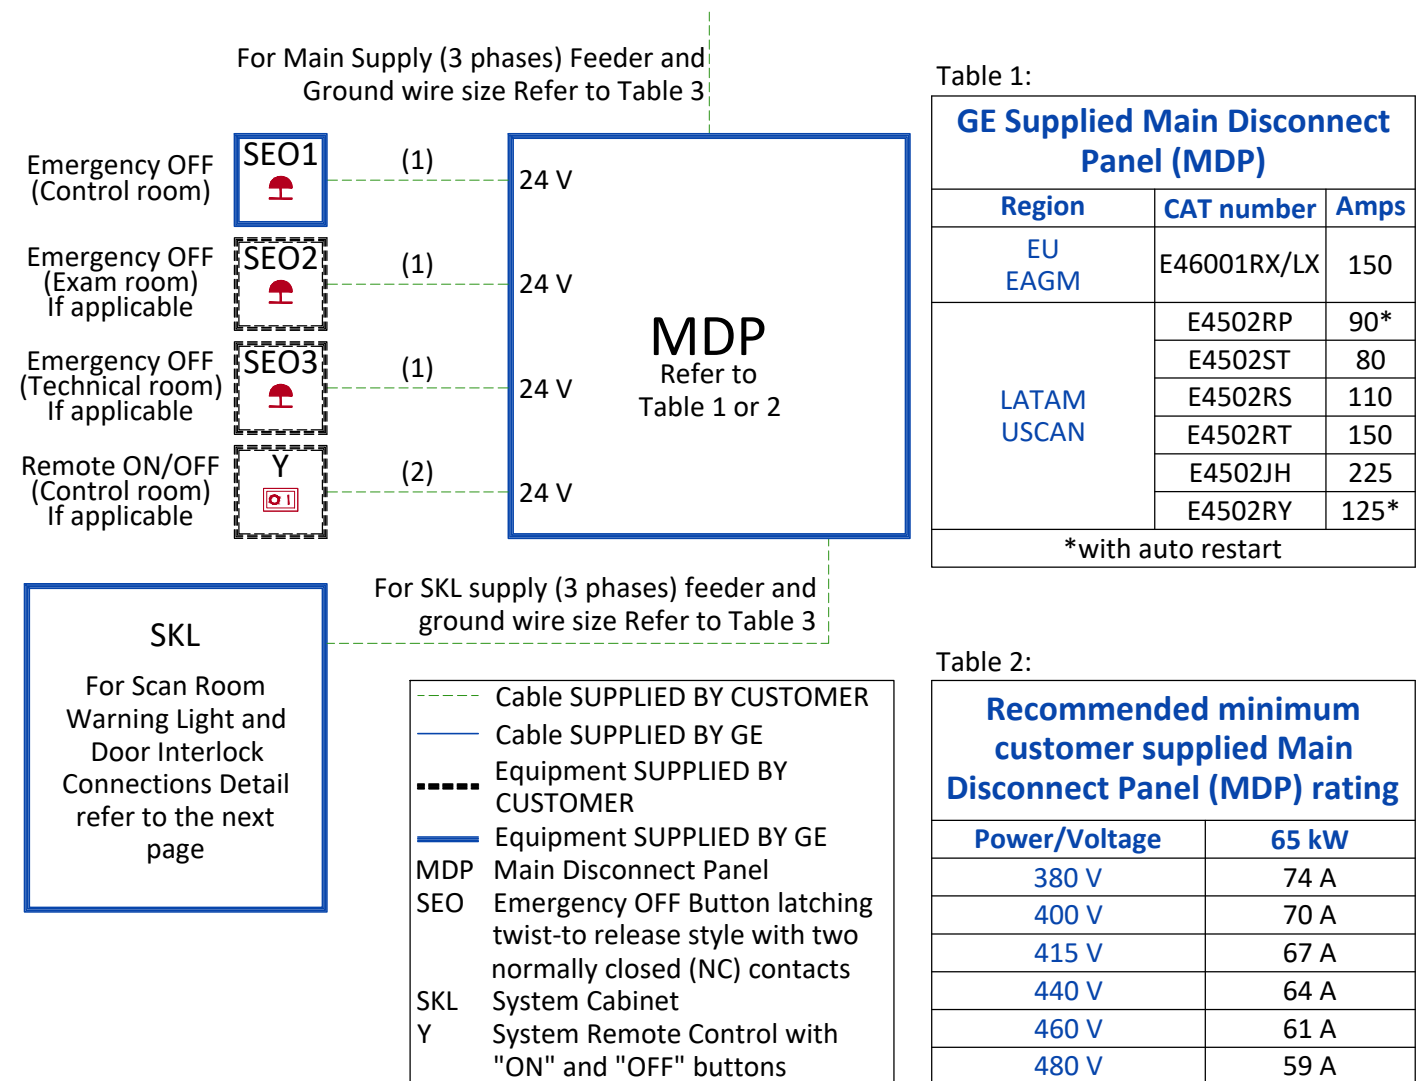 For Main Supply (3 phases) Feeder and
Ground wire size Refer to Table 3
Emergency OFF
(Control room)
SEO1
(1)
24 V
Emergency OFF
(Exam room)
If applicable
SEO2
(1)
24 V
Emergency OFF
(Technical room)
If applicable
SEO3
(1)
24 V
Remote ON/OFF
(Control room)
If applicable
Y
(2)
24 V
MDP
Refer to
Table 1 or 2
For SKL supply (3 phases) feeder and
ground wire size Refer to Table 3
SKL
For Scan Room
Warning Light and
Door Interlock
Connections Detail
refer to the next
page
Cable SUPPLIED BY CUSTOMER
Cable SUPPLIED BY GE
Equipment SUPPLIED BY
CUSTOMER
Equipment SUPPLIED BY GE
MDP Main Disconnect Panel
SEO Emergency OFF Button latching
twist-to release style with two
normally closed (NC) contacts
SKL System Cabinet
Y System Remote Control with
"ON" and "OFF" buttons
Table 1:
GE Supplied Main Disconnect
Panel (MDP)
Region CAT number Amps
EU
EAGM
E46001RX/LX 150
LATAM
USCAN
E4502RP 90*
E4502ST 80
E4502RS 110
E4502RT 150
E4502JH 225
E4502RY 125*
*with auto restart
Table 2:
Recommended minimum
customer supplied Main
Disconnect Panel (MDP) rating
Power/Voltage 65 kW
380 V 74 A
400 V 70 A
415 V 67 A
440 V 64 A
460 V 61 A
480 V 59 A